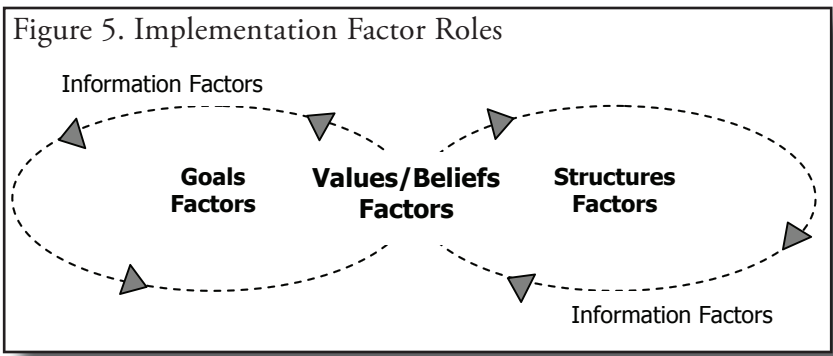 Figure 5. Implementation Factor Roles
Information Factors
Goals
Factors
Values/Beliefs
Factors
Structures
Factors
Information Factors